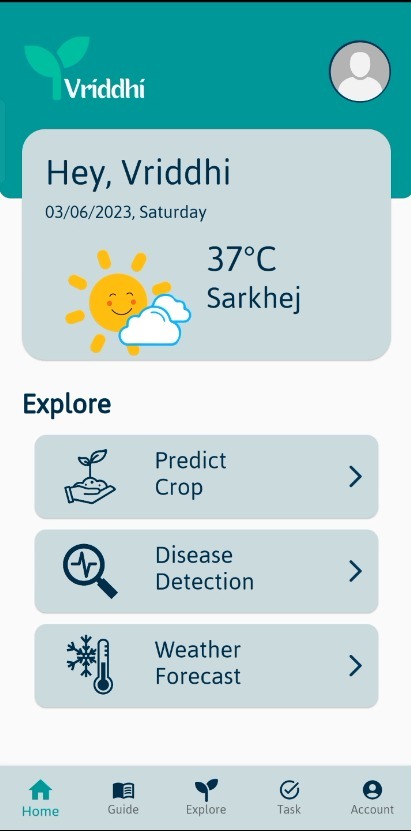 Vriddhi
Hey, Vriddhi
03/06/2023, Saturday
37°C
Sarkhej
Explore
Predict
Crop
Disease
Detection
Weather
Forecast
Home
Guide
Explore
Task
Account